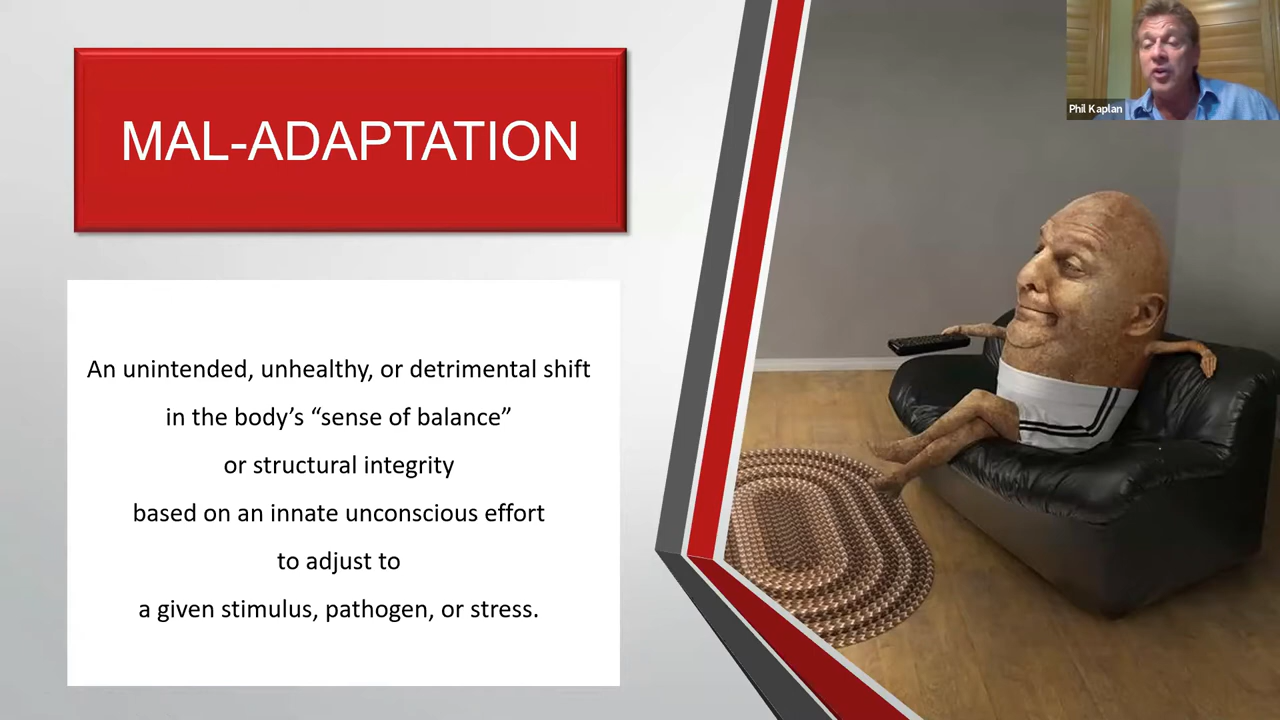 MAL-ADAPTATION
Phil Kaplan
An unintended, unhealthy, or detrimental shift
in the body’s “sense of balance”
or structural integrity
based on an innate unconscious effort
to adjust to
a given stimulus, pathogen, or stress.